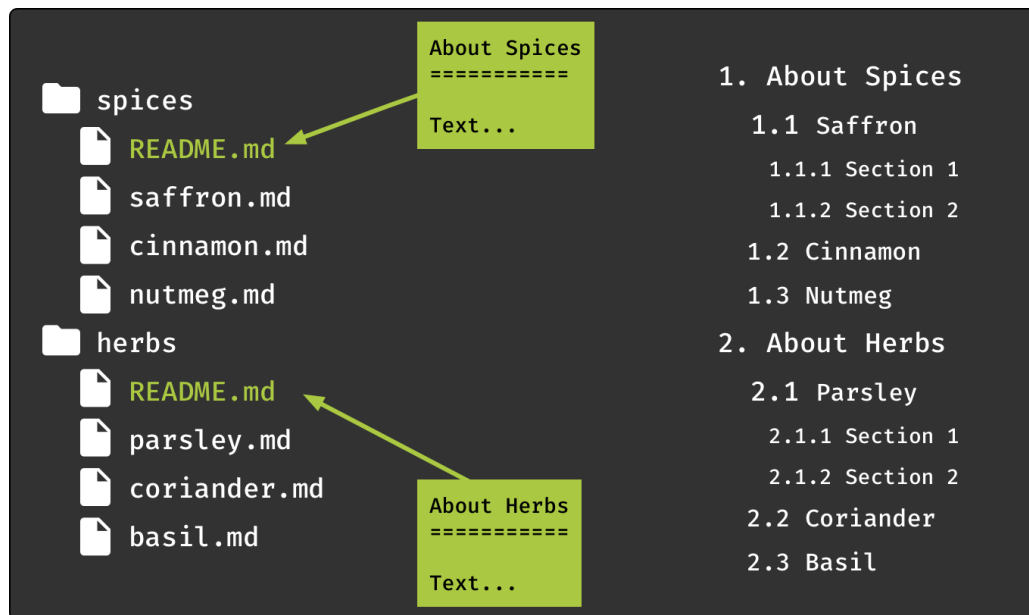 spices
README.md
saffron.md
cinnamon.md
nutmeg.md
herbs
README.md
parsley.md
coriander.md
basil.md
About Spices
===========
Text...
About Herbs
===========
Text...
1. About Spices
1.1 Saffron
1.1.1 Section 1
1.1.2 Section 2
1.2 Cinnamon
1.3 Nutmeg
2. About Herbs
2.1 Parsley
2.1.1 Section 1
2.1.2 Section 2
2.2 Coriander
2.3 Basil